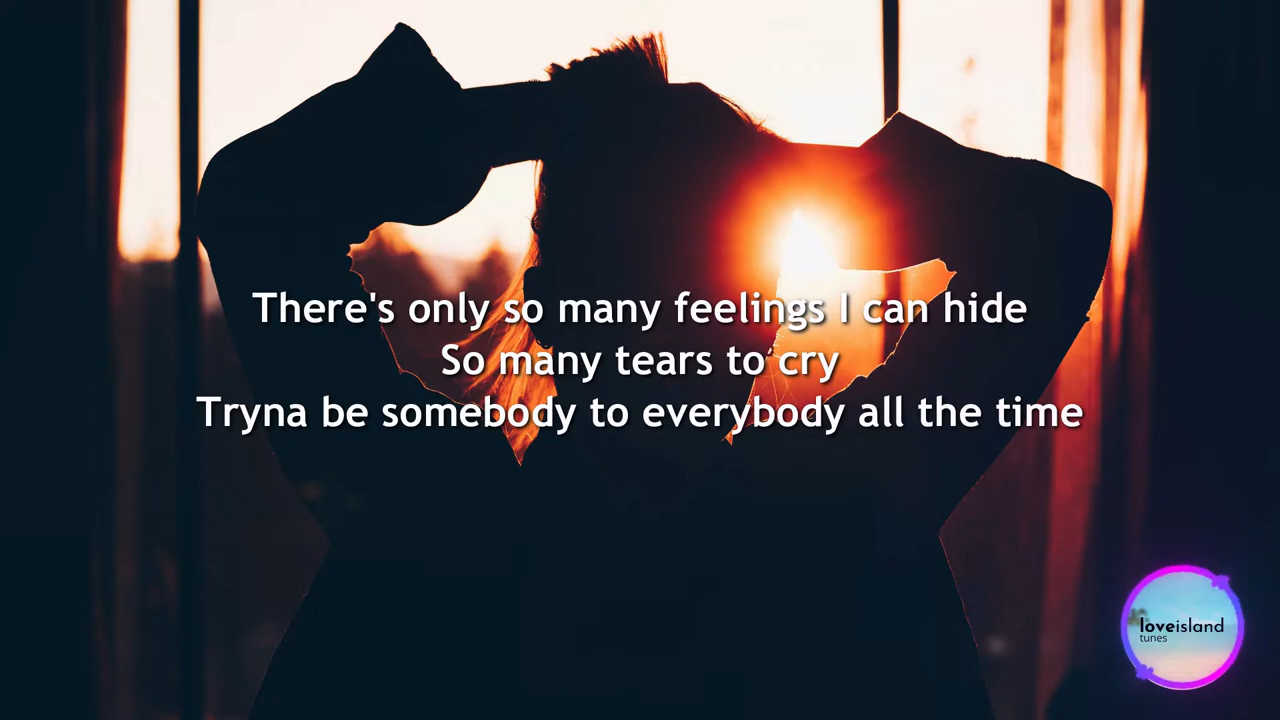 There's only so many feelings I can hide
So many tears to cry
Tryna be somebody to everybody all the time
loveisland
tunes